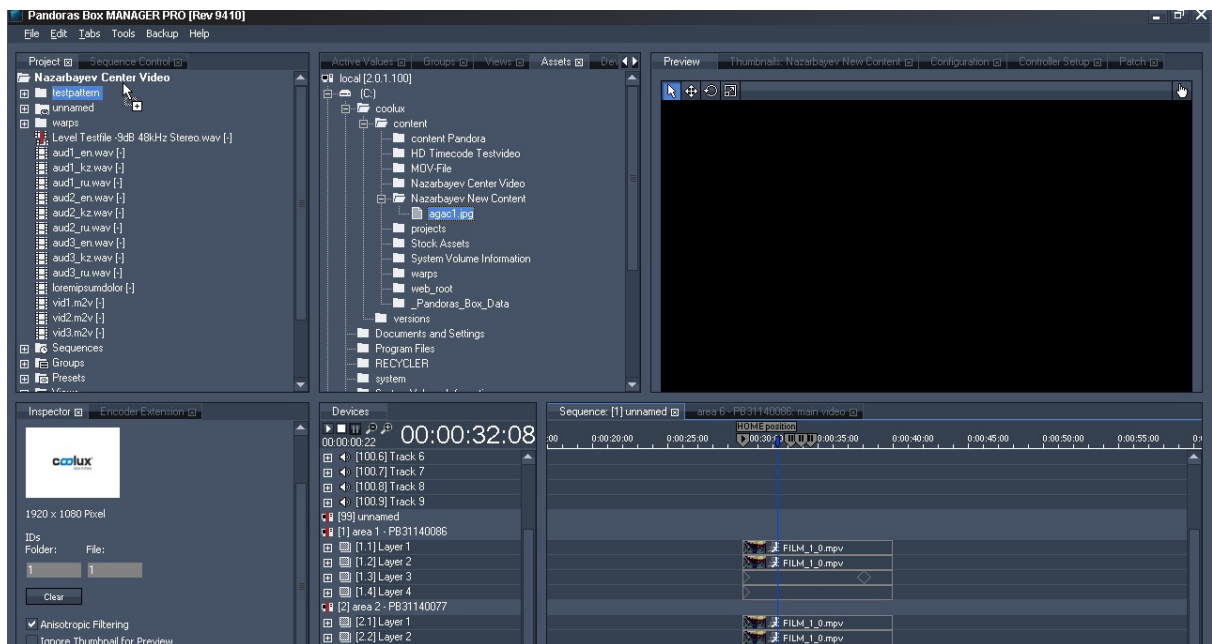 Pandoras Box MANAGER PRO [Rev 9410]
File Edit Tabs Tools Backup Help
Project Sequence Control
Nazarbayev Center Video
testpattern
unnamed
warps
Level Testfile -9dB 48kHz Stereo.wav [-]
aud1_en.wav [-]
aud1_kz.wav [-]
aud1_ru.wav [-]
aud2_en.wav [-]
aud2_kz.wav [-]
aud2_ru.wav [-]
aud3_en.wav [-]
aud3_kz.wav [-]
aud3_ru.wav [-]
loremipsumdolor [-]
vid1.m2v [-]
vid2.m2v [-]
vid3.m2v [-]
Sequences
Groups
Presets
Active Values Groups Views Assets Dev
local [2.0.1.100]
(C:)
coolux
content
content Pandora
HD Timecode Testvideo
MOV-File
Nazarbayev Center Video
Nazarbayev New Content
agac1.jpg
projects
Stock Assets
System Volume Information
warps
web_root
_Pandoras_Box_Data
versions
Documents and Settings
Program Files
RECYCLER
system
Preview Thumbnails: Nazarbayev New Content Configuration Controller Setup Patch
Inspector Encoder Extension
coolux
1920 x 1080 Pixel
IDs
Folder: File:
1 1
Clear
Anisotropic Filtering
Ignore Thumbnail for Preview
Devices
00:00:00:22 00:00:32:08
[100.6] Track 6
[100.7] Track 7
[100.8] Track 8
[100.9] Track 9
[99] unnamed
[1] area 1 - PB31140086
[1.1] Layer 1
[1.2] Layer 2
[1.3] Layer 3
[1.4] Layer 4
[2] area 2 - PB31140077
[2.1] Layer 1
[2.2] Layer 2
Sequence: [1] unnamed area 6 - PB31140086: main video
HOME position
:00 0:00:20:00 0:00:25:00 0:00:35:00 0:00:40:00 0:00:45:00 0:00:50:00 0:00:55:00
FILM_1_0.mpv
FILM_1_0.mpv
FILM_1_0.mpv
FILM_1_0.mpv